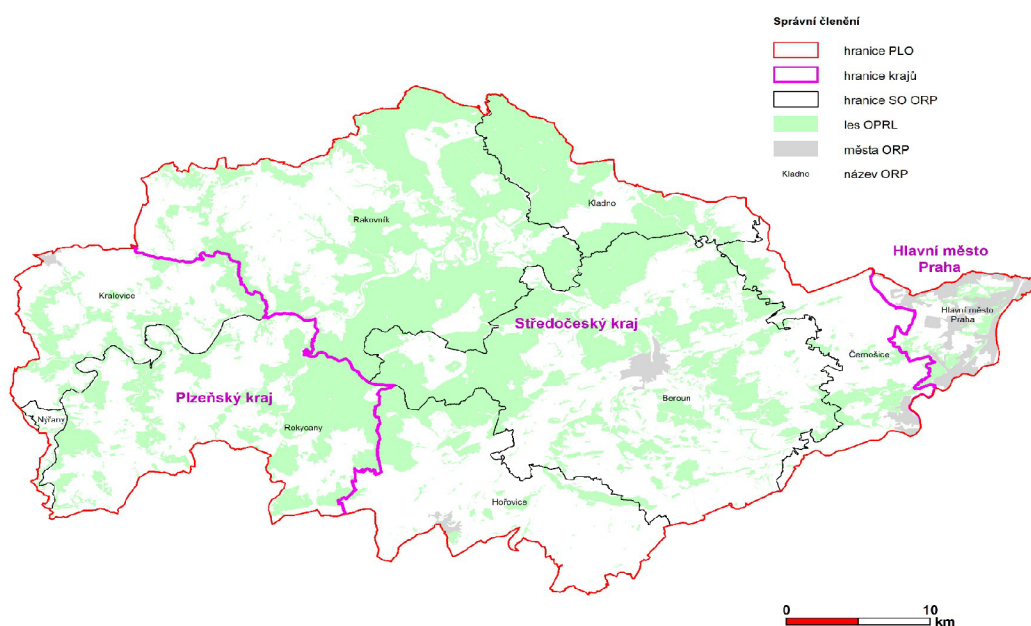 Správní členění
hranice PLO
hranice krajů
hranice SO ORP
les OPRL
města ORP
Kladno
název ORP
Kladno
Rakovník
Hlavní město
Praha
Kralovice
Hlavní město
Praha
Středočeský kraj
Černošice
Plzeňský kraj
Beroun
Nýřany
Rokycany
Hořovice
0
10
km